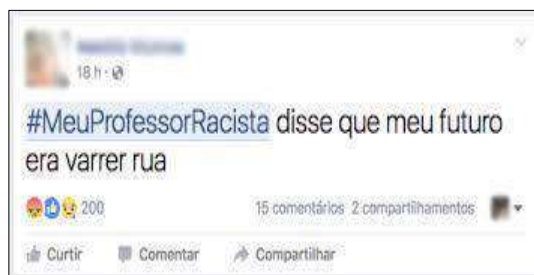 18 h
#MeuProfessorRacista disse que meu futuro
era varrer rua
200 15 comentários 2 compartilhamentos
Curtir Comentar Compartilhar